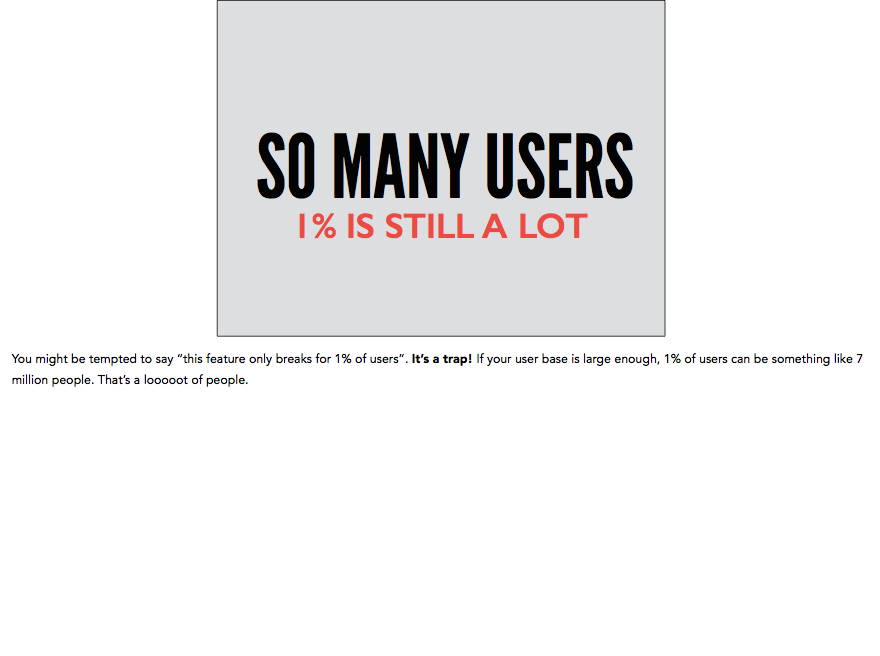 SO MANY USERS
1% IS STILL A LOT
You might be tempted to say “this feature only breaks for 1% of users”. It’s a trap! If your user base is large enough, 1% of users can be something like 7
million people. That’s a looooot of people.